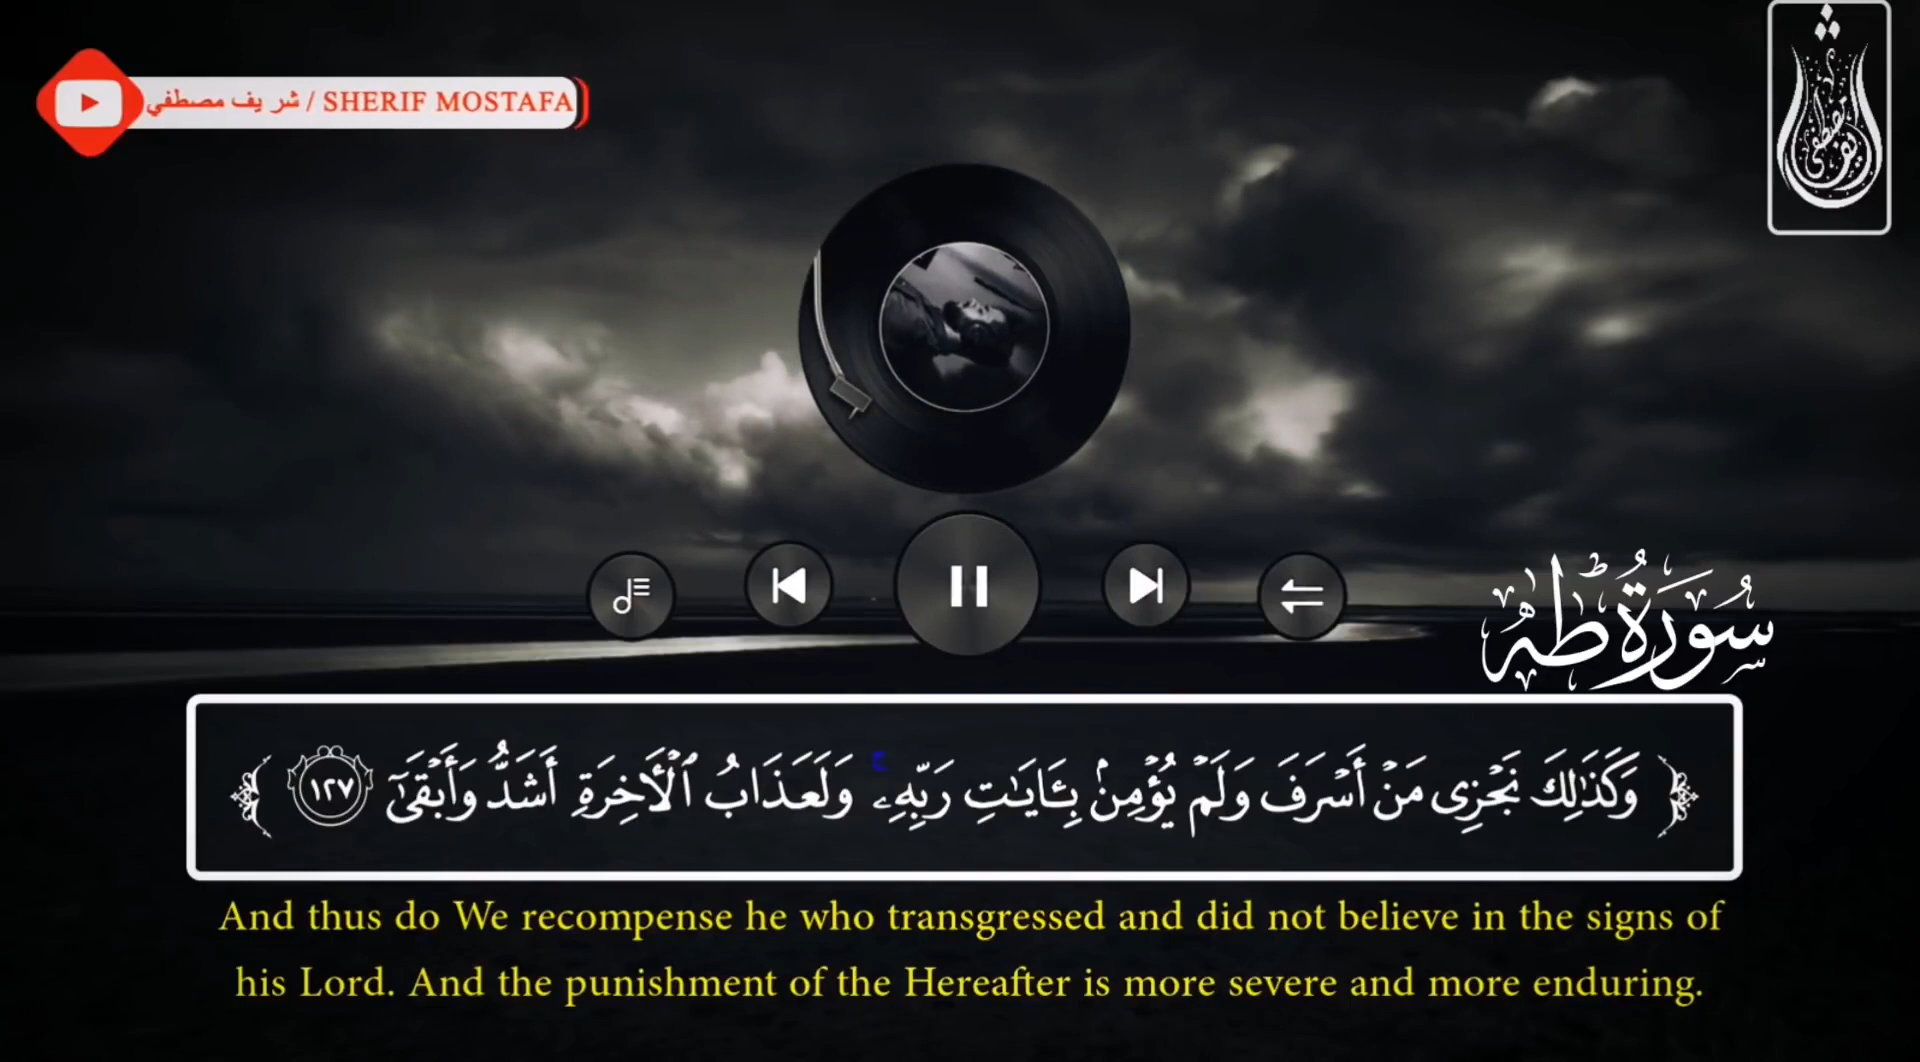 شريف مصطفي / SHERIF MOSTAFA
سُورَةُ طه
وَكَذَٰلِكَ نَجْزِى مَنْ أَسْرَفَ وَلَمْ يُؤْمِنۢ بِـَٔايَٰتِ رَبِّهِۦ ۚ وَلَعَذَابُ ٱلْأَخِرَةِ أَشَدُّ وَأَبْقَىٰٓ ١٢٧
And thus do We recompense he who transgressed and did not believe in the signs of
his Lord. And the punishment of the Hereafter is more severe and more enduring.